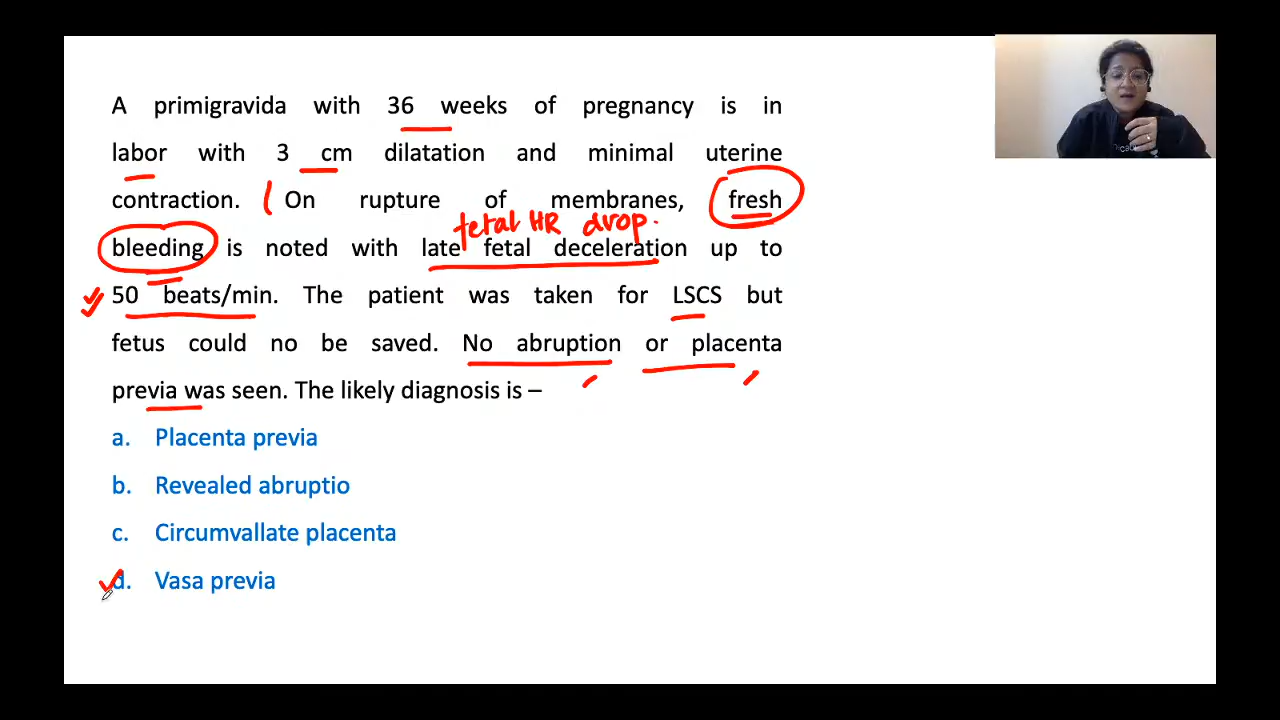 A primigravida with 36 weeks of pregnancy is in
labor with 3 cm dilatation and minimal uterine
contraction. On rupture of membranes, fresh
fetal HR drop.
bleeding is noted with late fetal deceleration up to
50 beats/min. The patient was taken for LSCS but
fetus could no be saved. No abruption or placenta
previa was seen. The likely diagnosis is –
a. Placenta previa
b. Revealed abruptio
c. Circumvallate placenta
d. Vasa previa